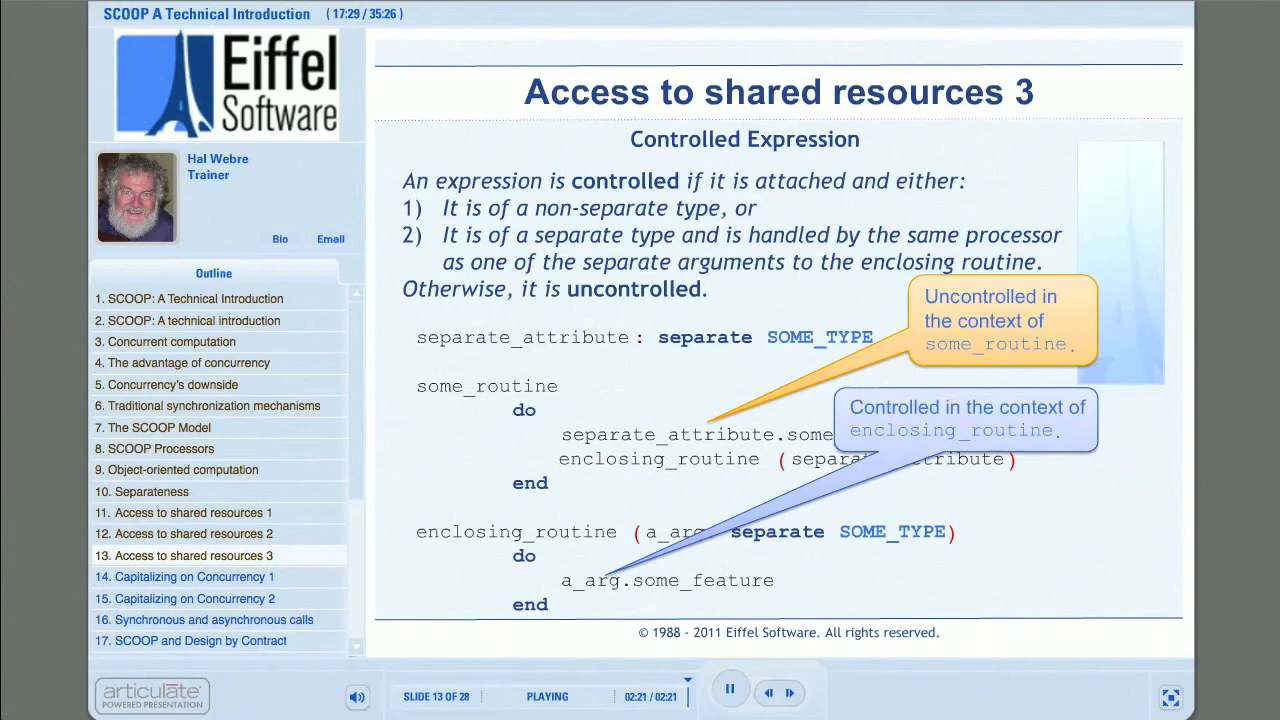 SCOOP A Technical Introduction ( 17:29 / 35:26 )
Eiffel
Software
Hal Webre
Trainer
Bio Email
Outline
1. SCOOP: A Technical Introduction
2. SCOOP: A technical introduction
3. Concurrent computation
4. The advantage of concurrency
5. Concurrency's downside
6. Traditional synchronization mechanisms
7. The SCOOP Model
8. SCOOP Processors
9. Object-oriented computation
10. Separateness
11. Access to shared resources 1
12. Access to shared resources 2
13. Access to shared resources 3
14. Capitalizing on Concurrency 1
15. Capitalizing on Concurrency 2
16. Synchronous and asynchronous calls
17. SCOOP and Design by Contract
Access to shared resources 3
Controlled Expression
An expression is controlled if it is attached and either:
1) It is of a non-separate type, or
2) It is of a separate type and is handled by the same processor
as one of the separate arguments to the enclosing routine.
Otherwise, it is uncontrolled.
Uncontrolled in
the context of
some_routine.
separate_attribute: separate SOME_TYPE
some_routine
do
Controlled in the context of
enclosing_routine.
separate_attribute.some
enclosing_routine (
end
enclosing_routine (a_arg separate SOME_TYPE)
do
a_arg.some_feature
end
© 1988 - 2011 Eiffel Software. All rights reserved.
articulate
POWERED PRESENTATION
SLIDE 13 OF 28 PLAYING 02:21 / 02:21